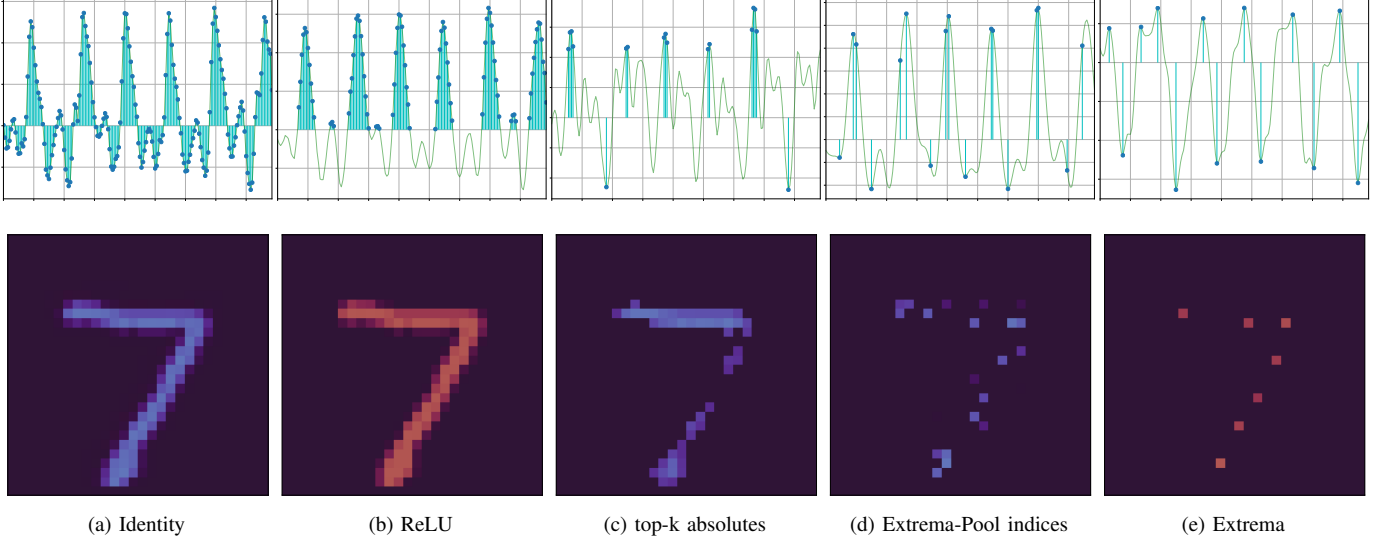 (a) Identity
(b) ReLU
(c) top-k absolutes
(d) Extrema-Pool indices
(e) Extrema